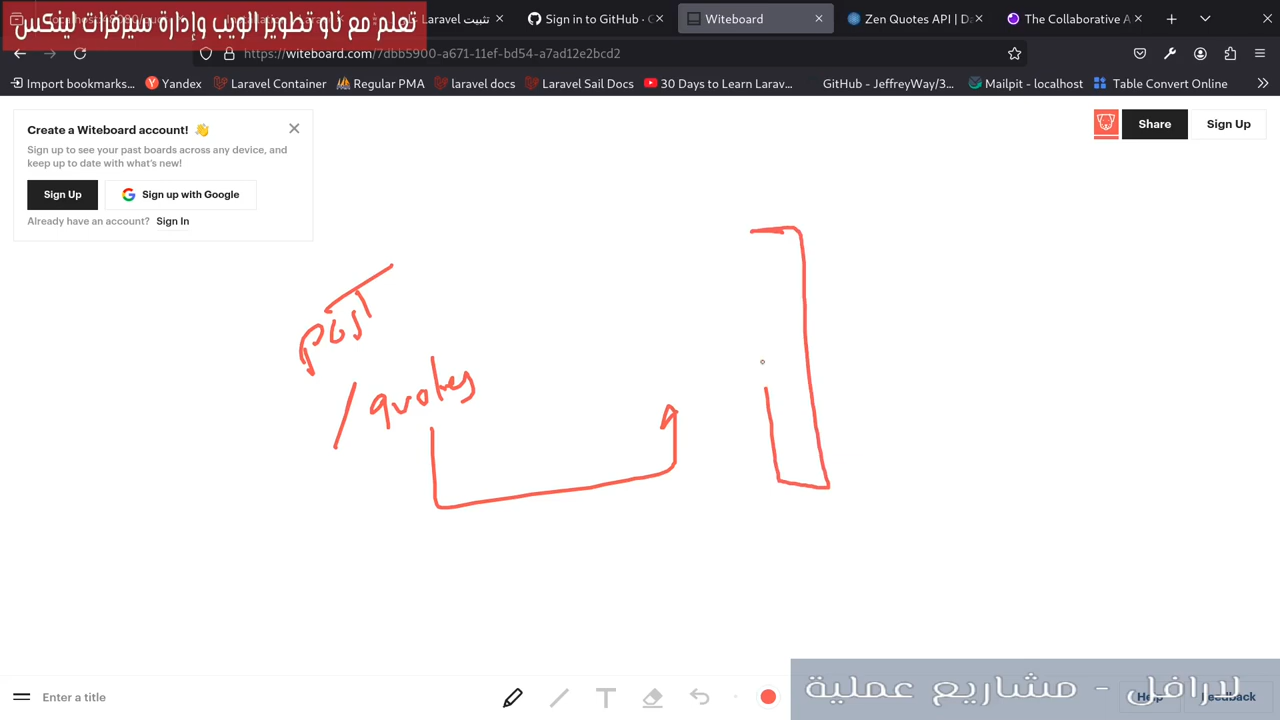 تعلم مع ناو تطوير الويب وإدارة سيرفرات لينكس
تثبيت Laravel
Sign in to GitHub · G
Witeboard
Zen Quotes API | Do
The Collaborative A
https://witeboard.com/7dbb5900-a671-11ef-bd54-a7ad12e2bcd2
Import bookmarks...
Yandex
Laravel Container
Regular PMA
laravel docs
Laravel Sail Docs
30 Days to Learn Larav...
GitHub - JeffreyWay/3...
Mailpit - localhost
Table Convert Online
Create a Witeboard account! 👋
Sign up to see your past boards across any device, and
keep up to date with what's new!
Sign Up
Sign up with Google
Already have an account? Sign In
Share
Sign Up
post
/quotes
Enter a title
Help
Feedback
لارافل - مشاريع عملية